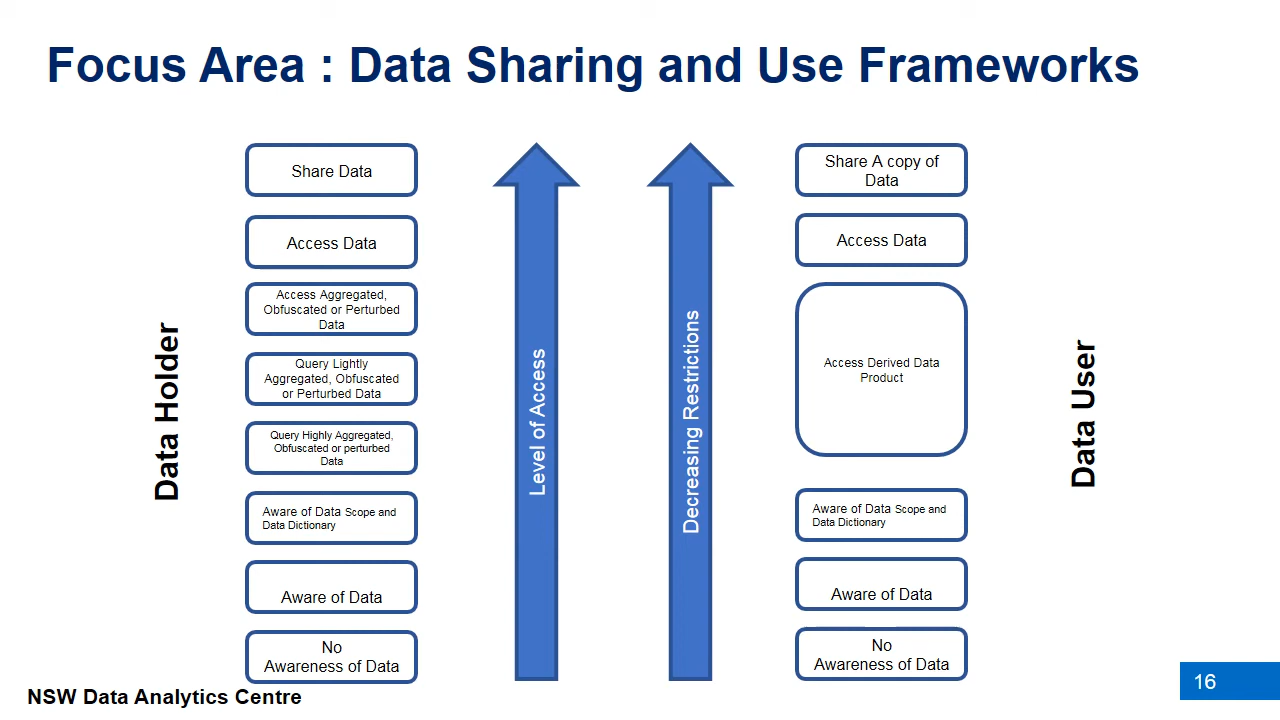 Focus Area : Data Sharing and Use Frameworks
Data Holder
Share Data
Access Data
Access Aggregated,
Obfuscated or Perturbed
Data
Query Lightly
Aggregated, Obfuscated
or Perturbed Data
Query Highly Aggregated,
Obfuscated or perturbed
Data
Aware of Data Scope and
Data Dictionary
Aware of Data
No
Awareness of Data
Level of Access
Decreasing Restrictions
Share A copy of
Data
Access Data
Access Derived Data
Product
Aware of Data Scope and
Data Dictionary
Aware of Data
No
Awareness of Data
Data User
NSW Data Analytics Centre
16